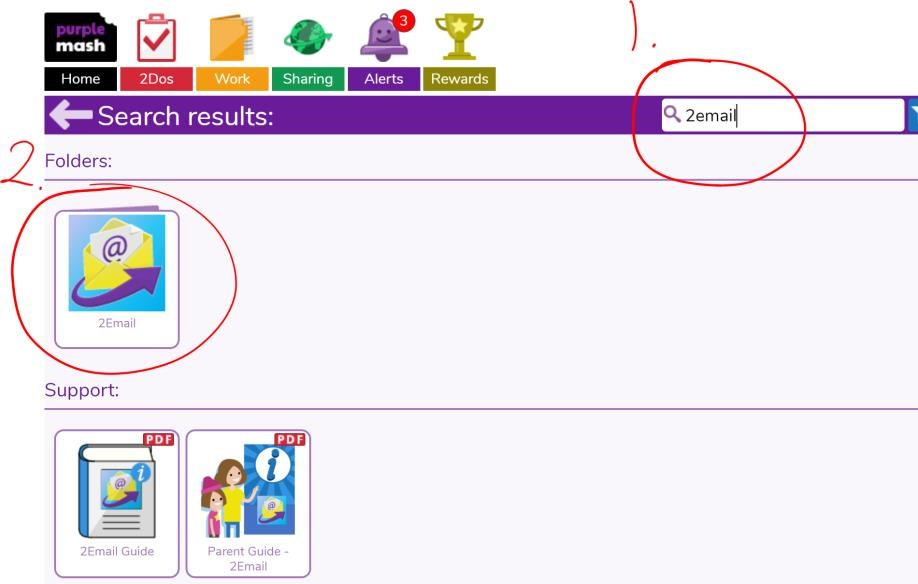 1.
purple
mash
3
Home 2Dos Work Sharing Alerts Rewards
Search results:
2email
2.
Folders:
@
2Email
Support:
PDF PDF
i
i
@
@
2Email Guide
Parent Guide -
2Email